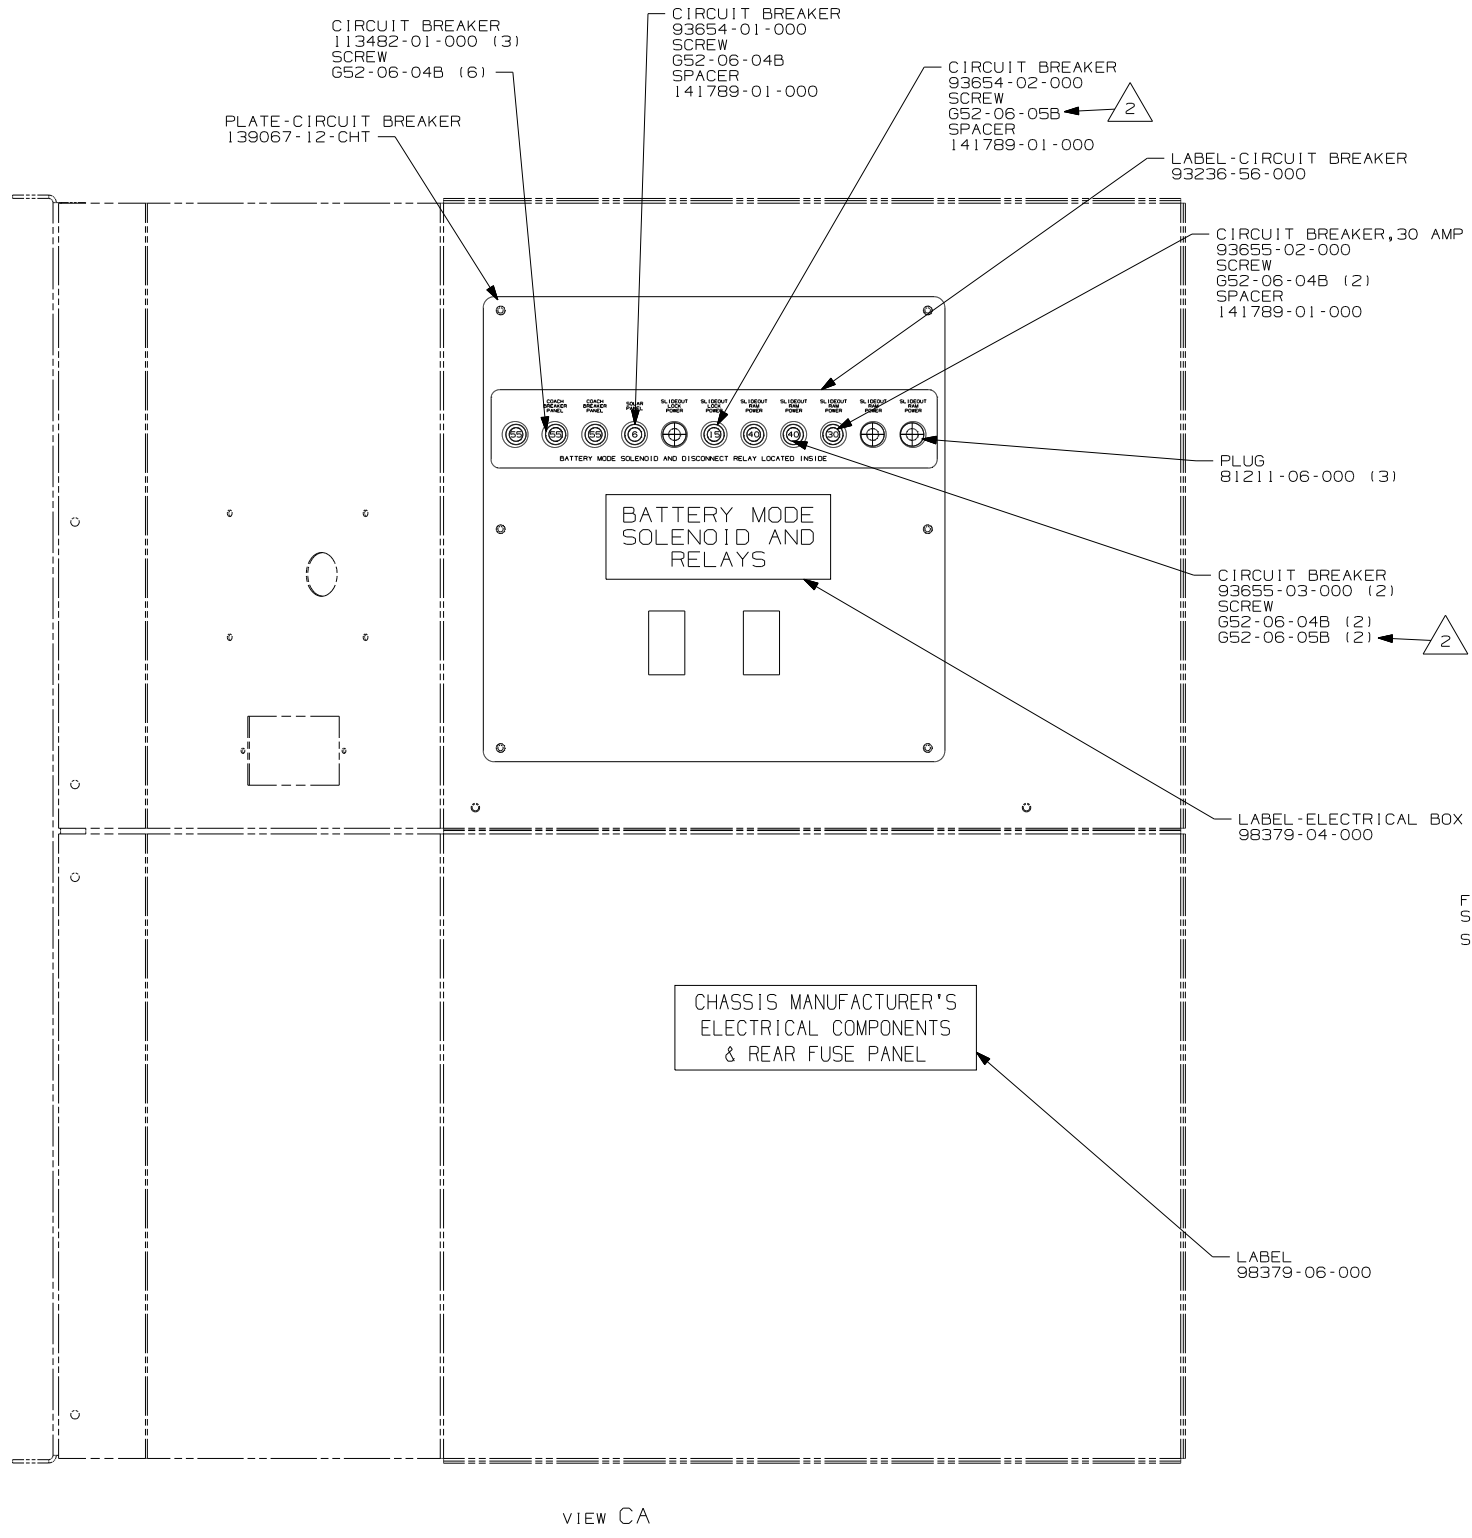 CIRCUIT BREAKER
113482-01-000 (3)
SCREW
G52-06-04B (6)
CIRCUIT BREAKER
93654-01-000
SCREW
G52-06-04B
SPACER
141789-01-000
CIRCUIT BREAKER
93654-02-000
SCREW
G52-06-05B
SPACER
141789-01-000
2
PLATE-CIRCUIT BREAKER
139067-12-CHT
LABEL-CIRCUIT BREAKER
93236-56-000
CIRCUIT BREAKER,30 AMP
93655-02-000
SCREW
G52-06-04B (2)
SPACER
141789-01-000
COACH BREAKER PANEL
COACH BREAKER PANEL
SOLAR PANEL
SLIDEOUT LOCK POWER
SLIDEOUT LOCK POWER
SLIDEOUT RAM POWER
SLIDEOUT RAM POWER
SLIDEOUT RAM POWER
SLIDEOUT RAM POWER
SLIDEOUT RAM POWER
55 55 55 6 15 40 40 30
BATTERY MODE SOLENOID AND DISCONNECT RELAY LOCATED INSIDE
PLUG
81211-06-000 (3)
BATTERY MODE
SOLENOID AND
RELAYS
CIRCUIT BREAKER
93655-03-000 (2)
SCREW
G52-06-04B (2)
G52-06-05B (2)
2
LABEL-ELECTRICAL BOX
98379-04-000
F
S
S
CHASSIS MANUFACTURER'S
ELECTRICAL COMPONENTS
& REAR FUSE PANEL
LABEL
98379-06-000
VIEW CA